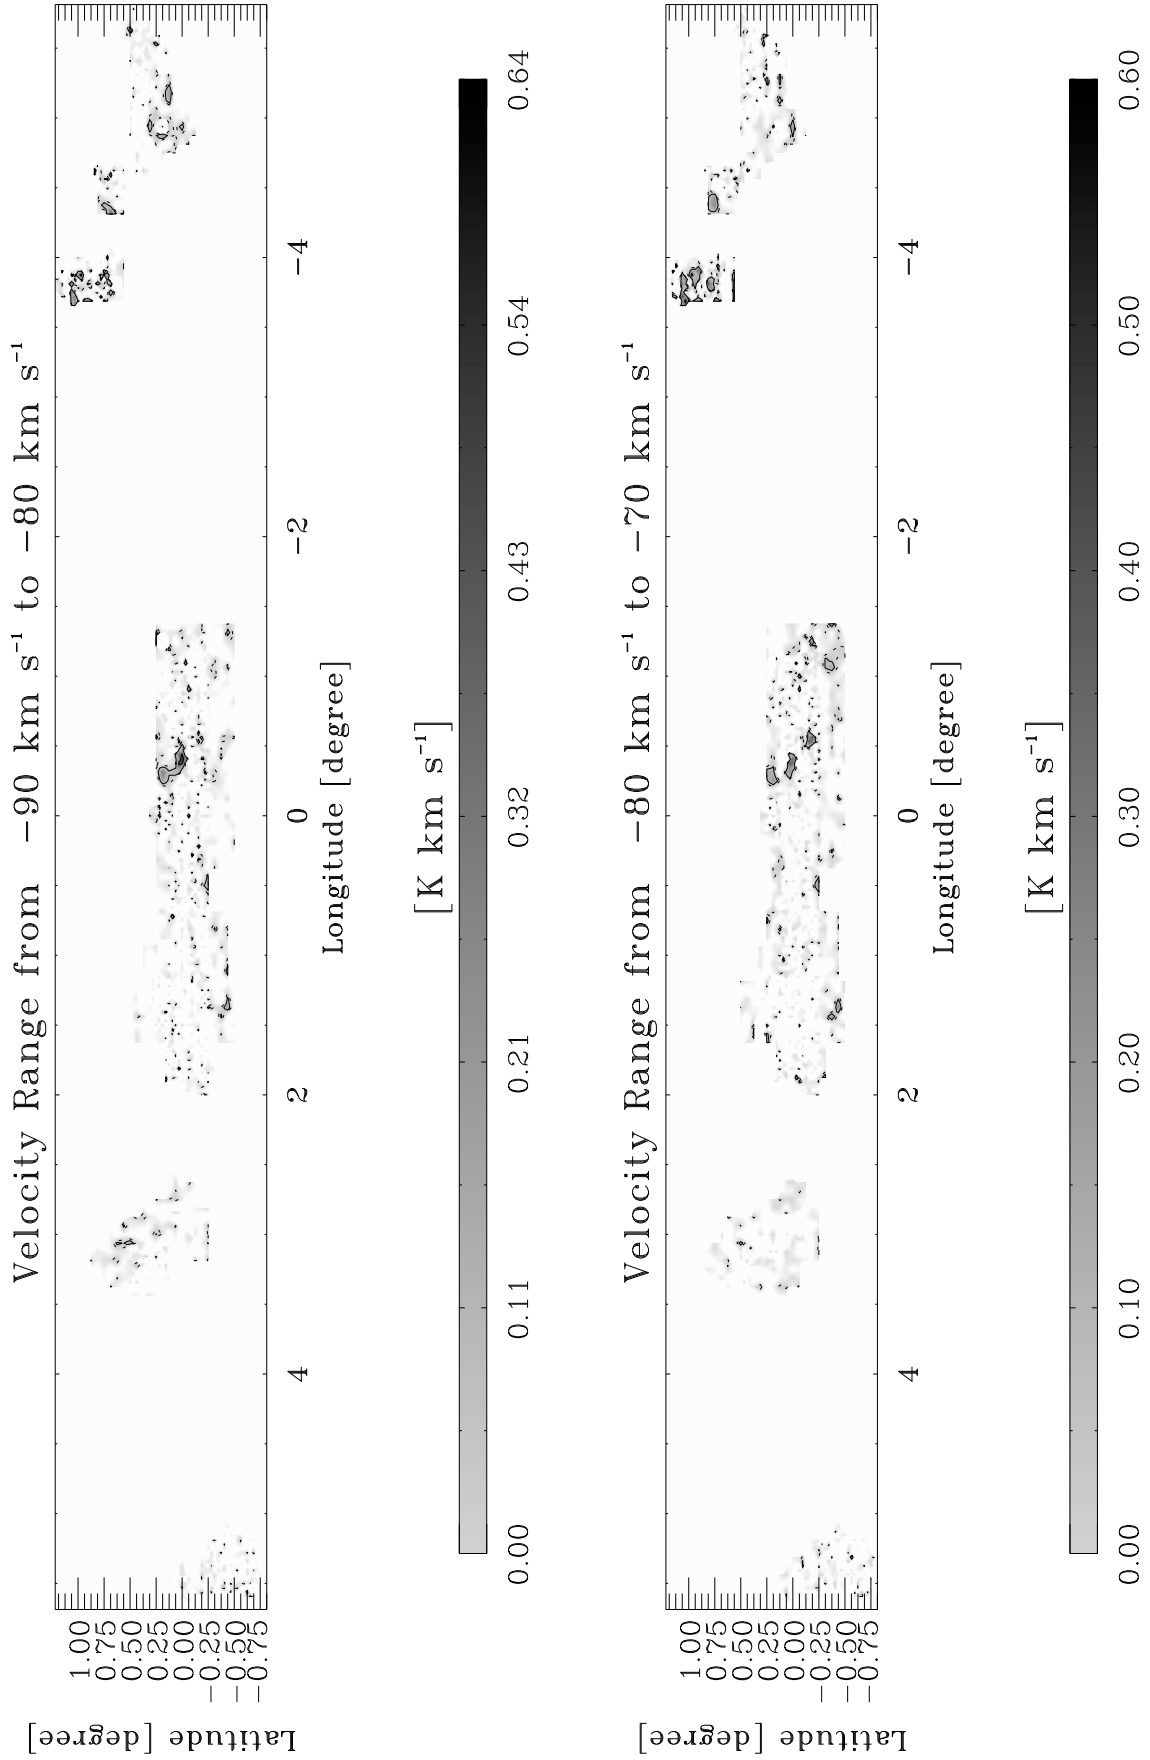 Velocity Range from −90 km s⁻¹ to −80 km s⁻¹
Latitude [degree]
1.00
0.75
0.50
0.25
0.00
−0.25
−0.50
−0.75
4 2 0 −2 −4
Longitude [degree]
[K km s⁻¹]
0.00 0.11 0.21 0.32 0.43 0.54 0.64
Velocity Range from −80 km s⁻¹ to −70 km s⁻¹
Latitude [degree]
1.00
0.75
0.50
0.25
0.00
−0.25
−0.50
−0.75
4 2 0 −2 −4
Longitude [degree]
[K km s⁻¹]
0.00 0.10 0.20 0.30 0.40 0.50 0.60